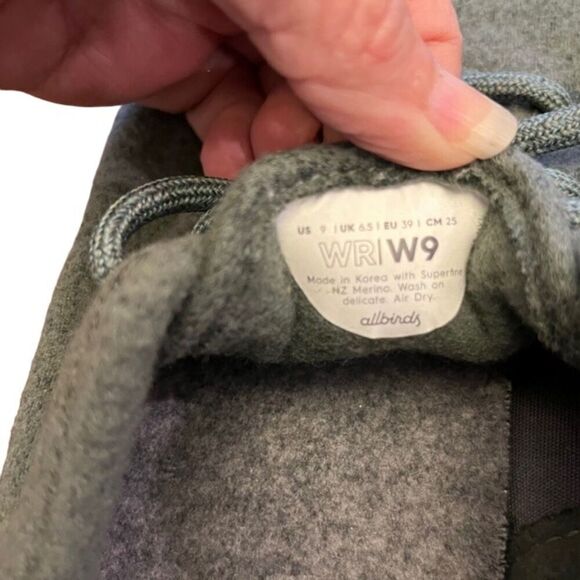 US 9 | UK 6.5 | EU 39 | CM 25
WR|W9
Made in Korea with Superfine
NZ Merino. Wash on
delicate. Air Dry.
allbirds